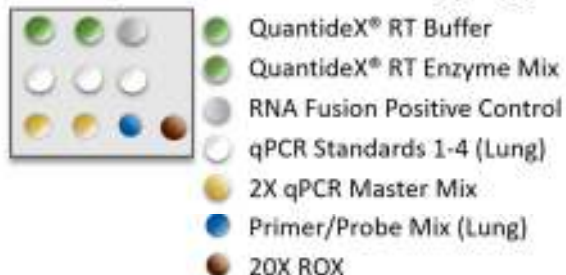 QuantideX® RT Buffer
QuantideX® RT Enzyme Mix
RNA Fusion Positive Control
qPCR Standards 1-4 (Lung)
2X qPCR Master Mix
Primer/Probe Mix (Lung)
20X ROX